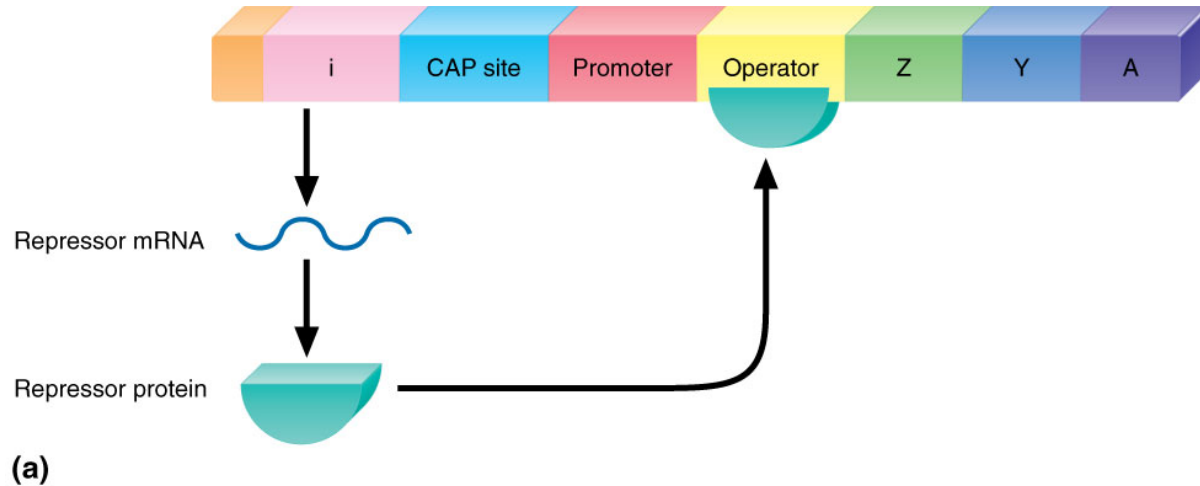 i CAP site Promoter Operator Z Y A
Repressor mRNA
Repressor protein
(a)